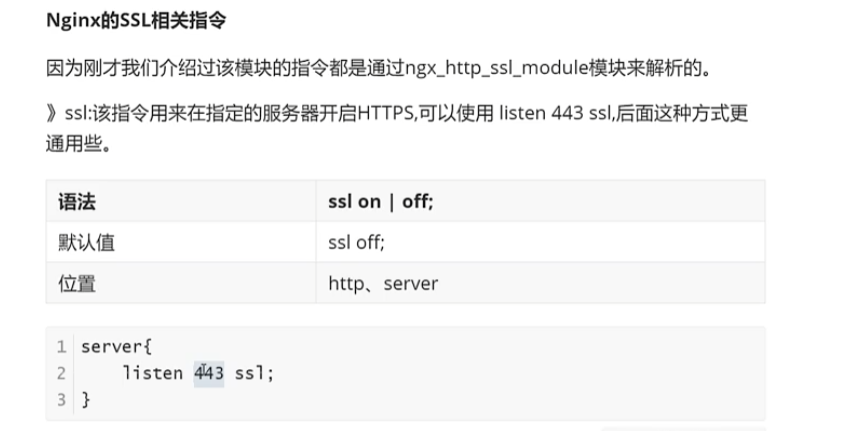 Nginx的SSL相关指令
因为刚才我们介绍过该模块的指令都是通过ngx_http_ssl_module模块来解析的。
》ssl:该指令用来在指定的服务器开启HTTPS,可以使用 listen 443 ssl,后面这种方式更
通用些。
语法 ssl on | off;
默认值 ssl off;
位置 http、server
1 server{
2 listen 443 ssl;
3 }